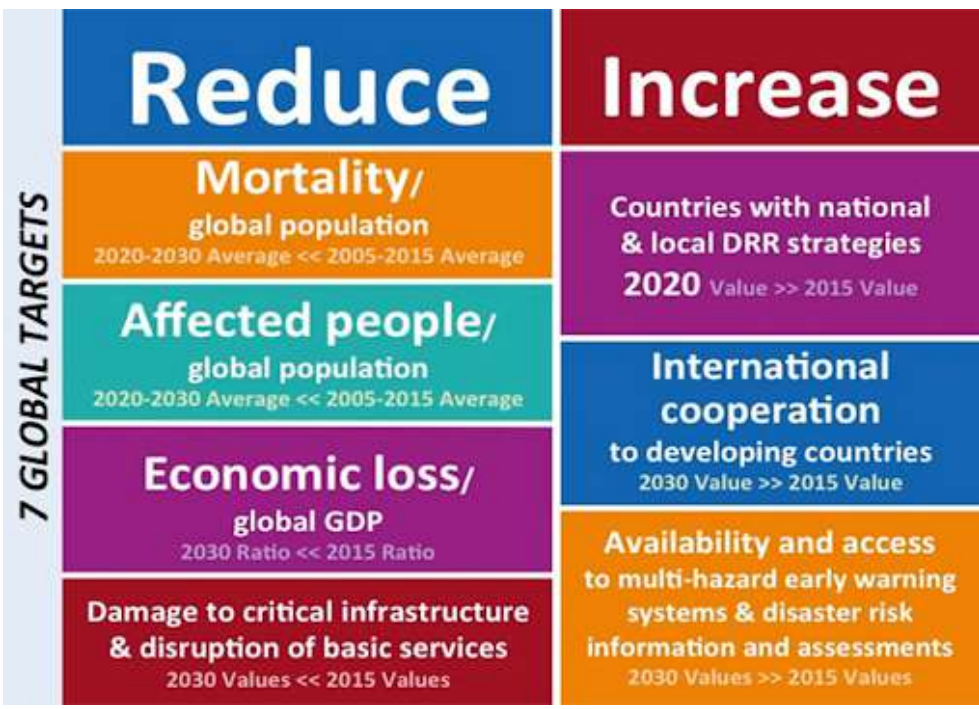 7 GLOBAL TARGETS
Reduce
Mortality/
global population
2020-2030 Average << 2005-2015 Average
Affected people/
global population
2020-2030 Average << 2005-2015 Average
Economic loss/
global GDP
2030 Ratio << 2015 Ratio
Damage to critical infrastructure
& disruption of basic services
2030 Values << 2015 Values
Increase
Countries with national
& local DRR strategies
2020 Value >> 2015 Value
International
cooperation
to developing countries
2030 Value >> 2015 Value
Availability and access
to multi-hazard early warning
systems & disaster risk
information and assessments
2030 Values >> 2015 Values